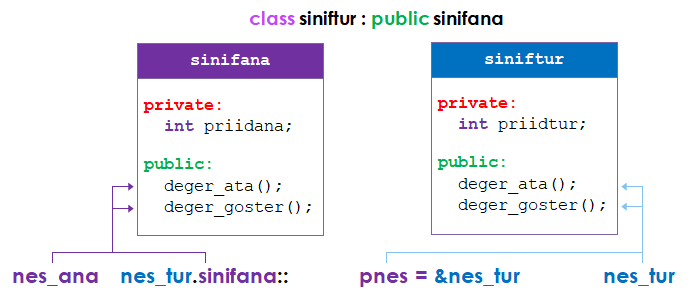 class siniftur : public sinifana
sinifana
private:
int priidana;
public:
deger_ata();
deger_goster();
siniftur
private:
int priidtur;
public:
deger_ata();
deger_goster();
nes_ana nes_tur.sinifana:: pnes = &nes_tur nes_tur